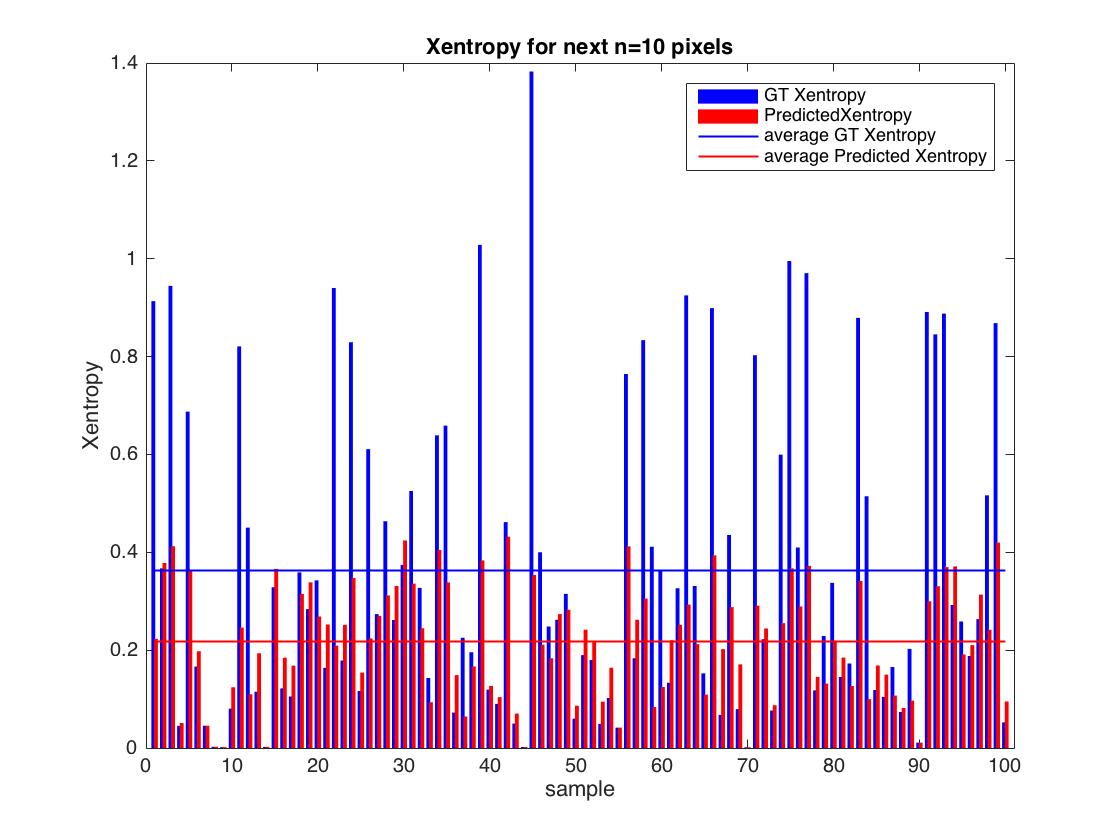 Xentropy for next n=10 pixels
GT Xentropy
PredictedXentropy
average GT Xentropy
average Predicted Xentropy
Xentropy
1.4
1.2
1
0.8
0.6
0.4
0.2
0
0 10 20 30 40 50 60 70 80 90 100
sample